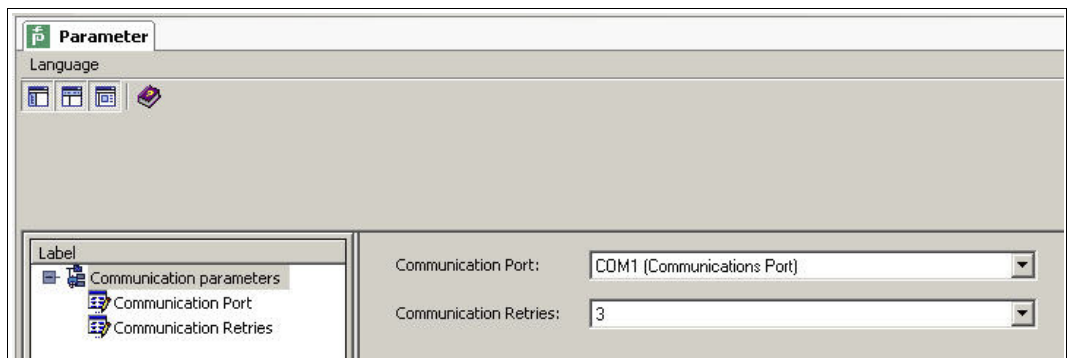 Parameter
Language
Label
Communication parameters
Communication Port
Communication Retries
Communication Port: COM1 (Communications Port)
Communication Retries: 3